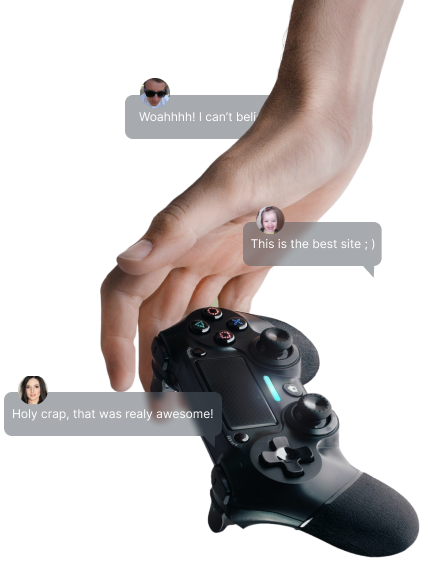 Woahhhh! I can't beli
This is the best site ; )
Holy crap, that was realy awesome!